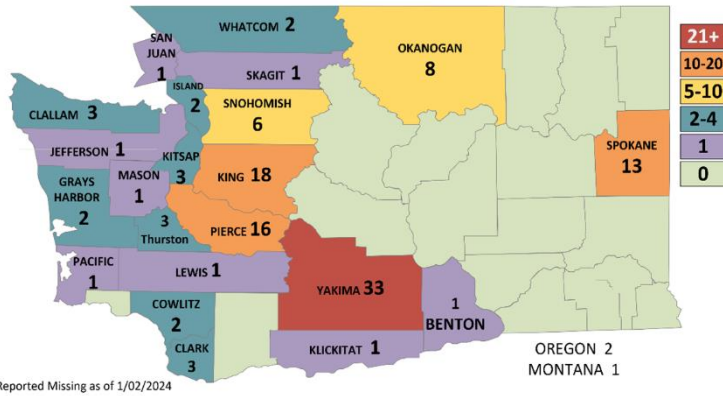 WHATCOM 2
SAN
JUAN
1
SKAGIT 1
OKANOGAN
8
21+
10-20
5-10
2-4
1
0
ISLAND
2
SNOHOMISH
6
CLALLAM 3
JEFFERSON 1
KITSAP
3
MASON
1
KING 18
SPOKANE
13
GRAYS
HARBOR
2
3
Thurston
PIERCE 16
PACIFIC
1
LEWIS 1
YAKIMA 33
1
BENTON
COWLITZ
2
CLARK
3
KLICKITAT 1
OREGON 2
MONTANA 1
Reported Missing as of 1/02/2024